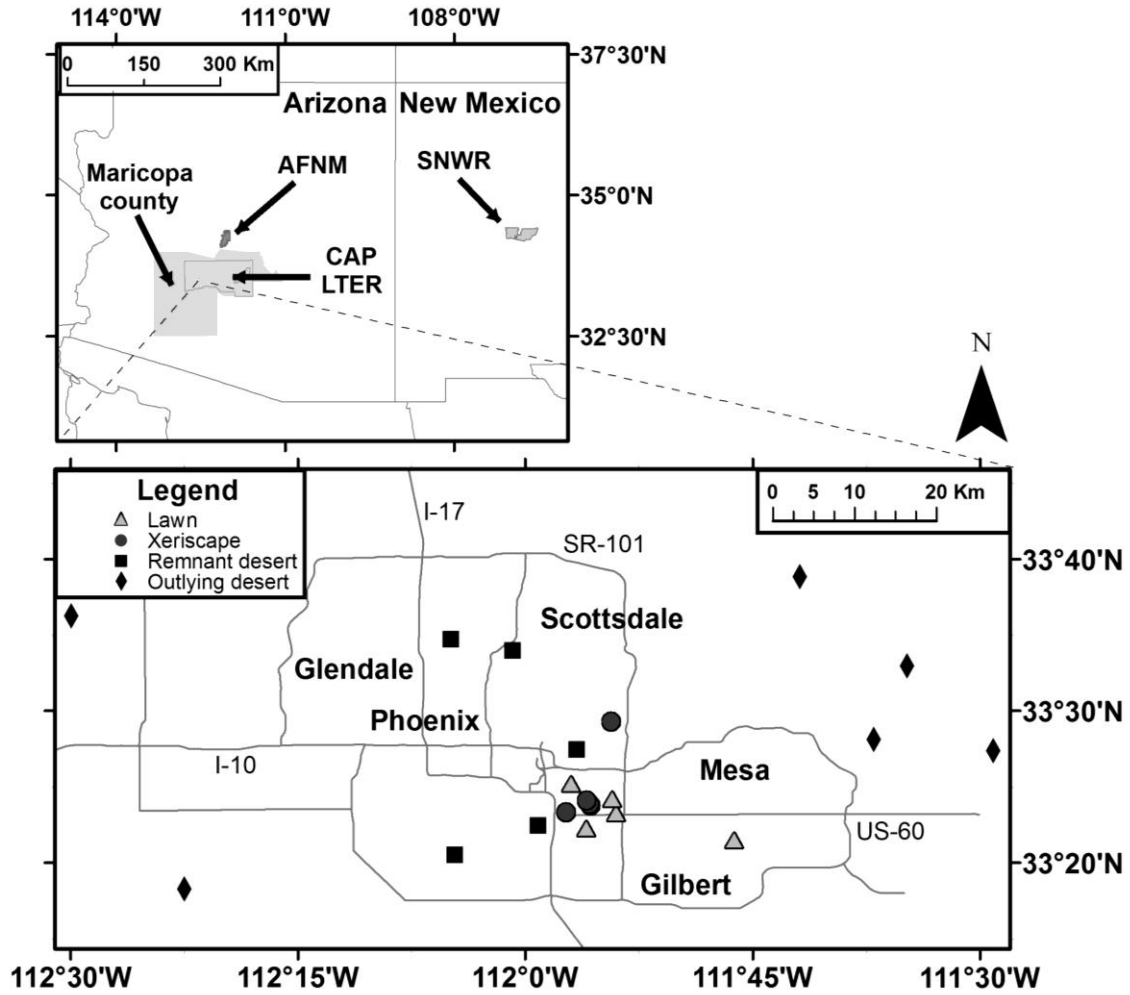 114°0'W 111°0'W 108°0'W
0 150 300 Km
37°30'N
Arizona New Mexico
Maricopa
county
AFNM
SNWR
35°0'N
CAP
LTER
32°30'N
N
Legend
Lawn
Xeriscape
Remnant desert
Outlying desert
0 5 10 20 Km
I-17
SR-101
33°40'N
Scottsdale
Glendale
Phoenix
33°30'N
I-10
Mesa
US-60
33°20'N
Gilbert
112°30'W 112°15'W 112°0'W 111°45'W 111°30'W